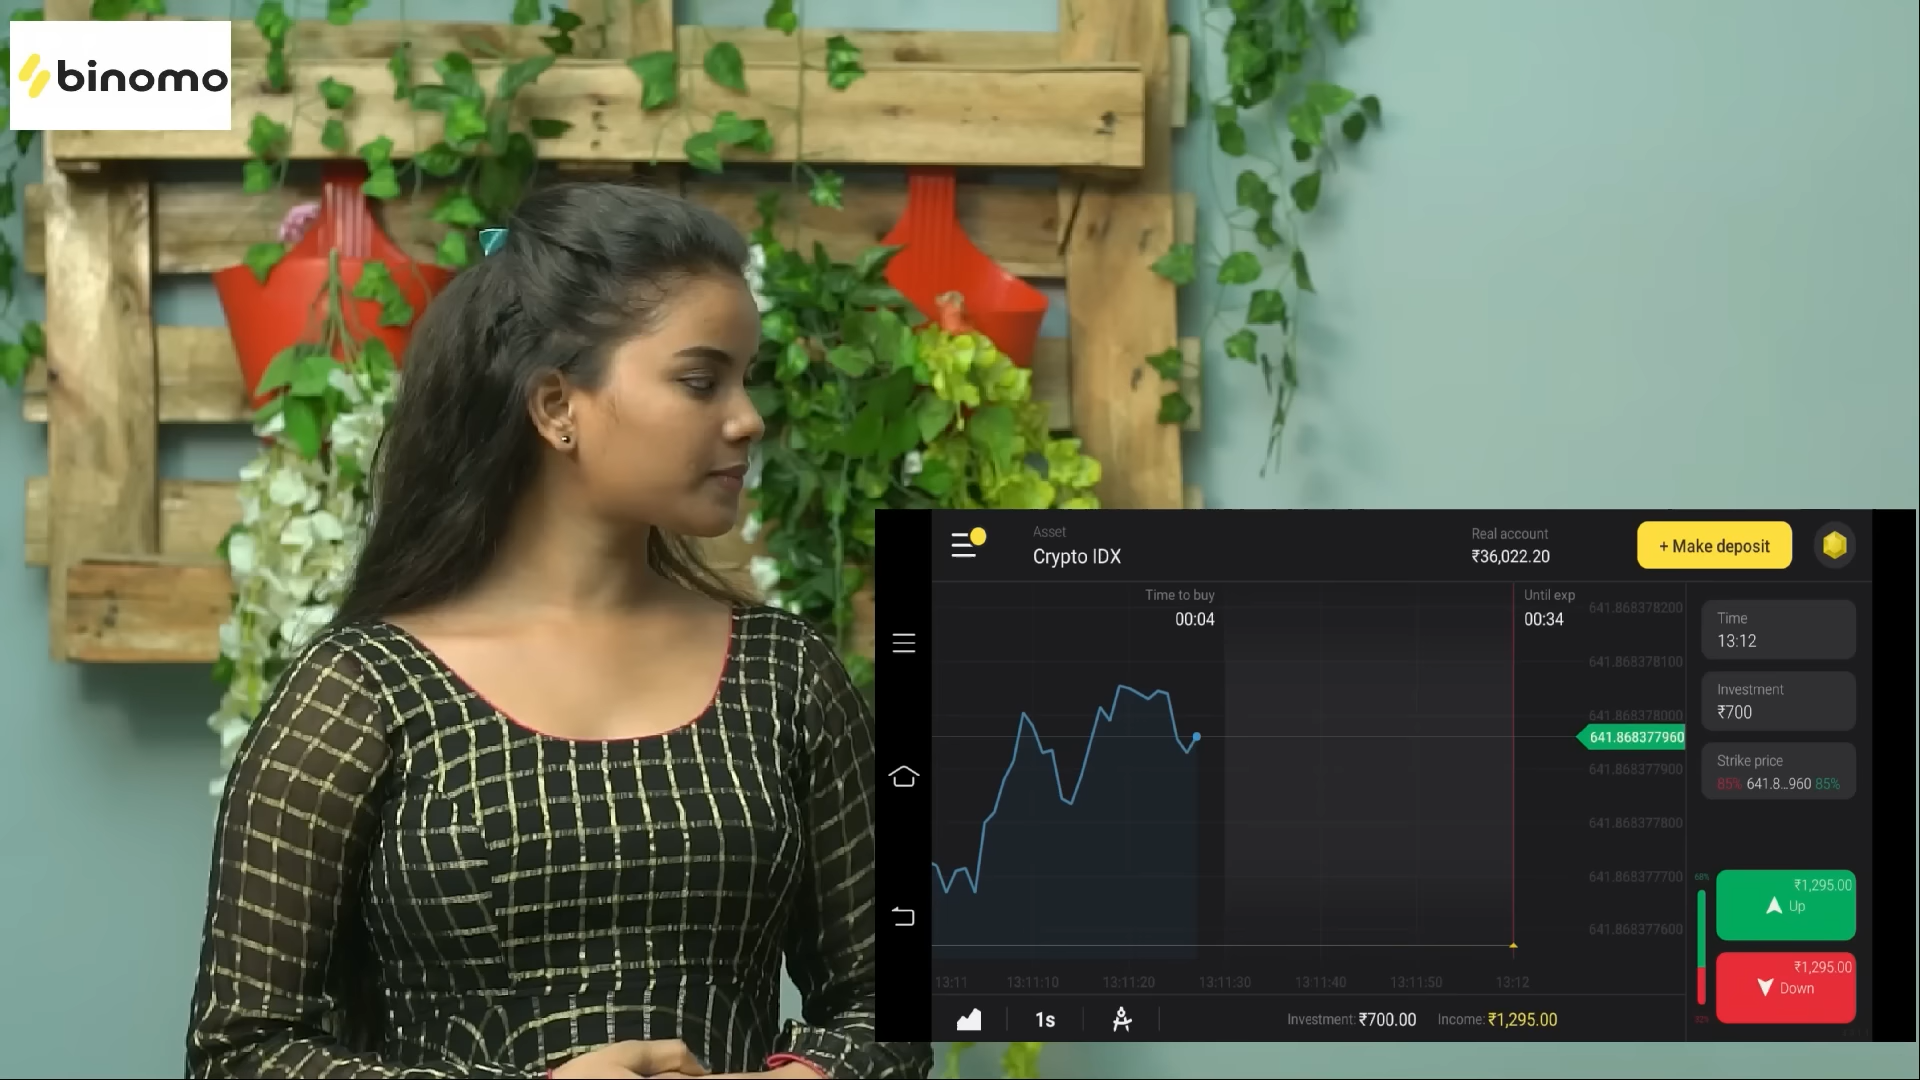 binomo
Asset
Crypto IDX
Real account
₹36,022.20
+ Make deposit
Time to buy
00:04
Until exp
00:34
641.868378200
641.868378100
641.868378000
641.868377960
641.868377900
641.868377800
641.868377700
641.868377600
Time
13:12
Investment
₹700
Strike price
85% 641.8...960 85%
68%
₹1,295.00
Up
₹1,295.00
Down
32%
13:11
13:11:10
13:11:20
13:11:30
13:11:40
13:11:50
13:12
1s
Investment: ₹700.00
Income: ₹1,295.00